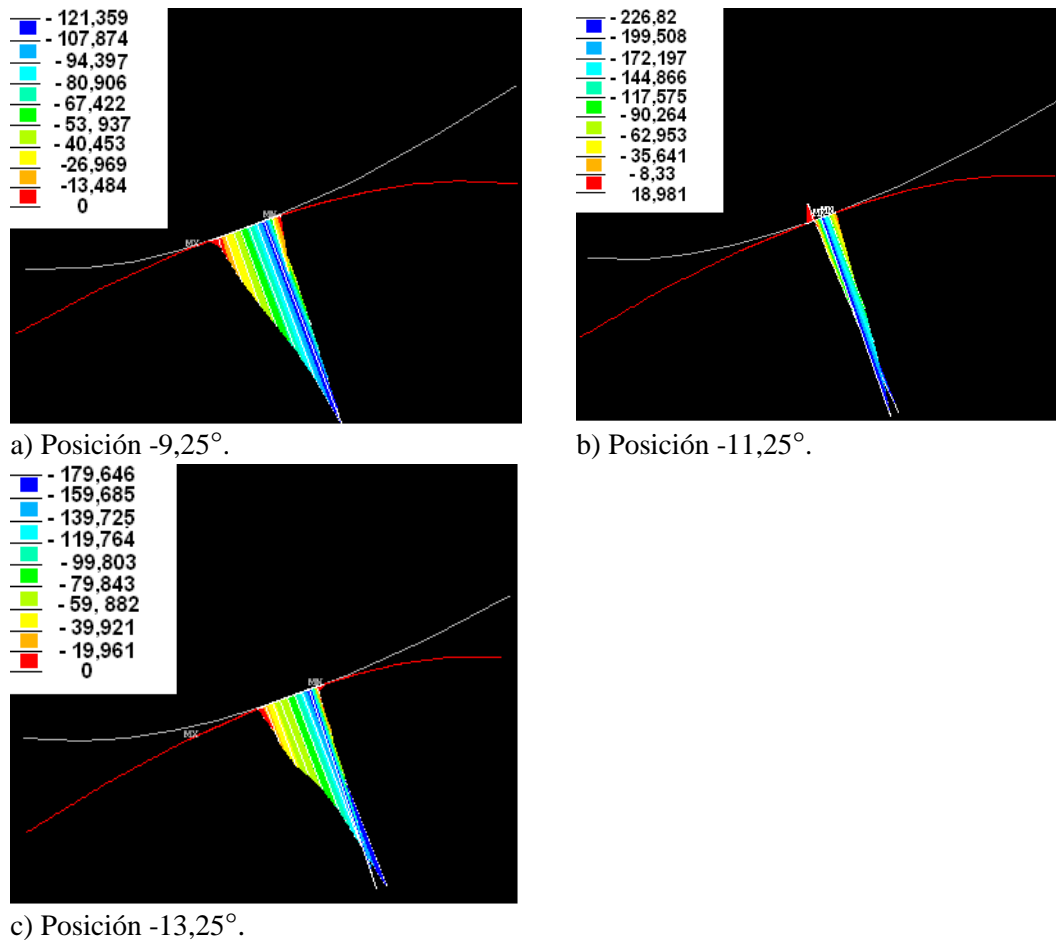 - 121,359
- 107,874
- 94,397
- 80,906
- 67,422
- 53, 937
- 40,453
-26,969
-13,484
0
MN
MX
- 226,82
- 199,508
- 172,197
- 144,866
- 117,575
- 90,264
- 62,953
- 35,641
- 8,33
18,981
MX
MN
a) Posición -9,25°.
b) Posición -11,25°.
- 179,646
- 159,685
- 139,725
- 119,764
- 99,803
- 79,843
- 59, 882
- 39,921
- 19,961
0
MN
MX
c) Posición -13,25°.